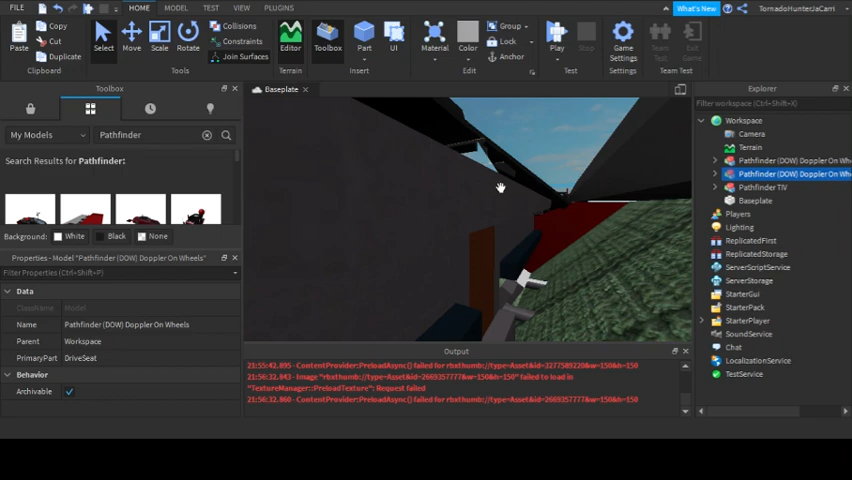 FILE HOME MODEL TEST VIEW PLUGINS What's New TornadoHunterJaCarri
Paste Copy Cut Duplicate Select Move Scale Rotate Collisions Constraints Join Surfaces Editor Toolbox Part UI Material Color Group Lock Anchor Play Stop Game Settings Team Test Exit Game
Clipboard Tools Terrain Insert Edit Test Settings Team Test
Toolbox
Baseplate
Explorer
Filter workspace (Ctrl+Shift+X)
My Models Pathfinder
Search Results for Pathfinder:
Background: White Black None
Properties - Model "Pathfinder (DOW) Doppler On Wheels"
Filter Properties (Ctrl+Shift+P)
Data
ClassName Model
Name Pathfinder (DOW) Doppler On Wheels
Parent Workspace
PrimaryPart DriveSeat
Behavior
Archivable
Output
21:55:42.895 - ContentProvider:PreloadAsync() failed for rbxthumb://type=Asset&id=3277589220&w=150&h=150
21:56:32.843 - Image "rbxthumb://type=Asset&id=2669357777&w=150&h=150" failed to load in
"TextureManager::PreloadTexture": Request failed
21:56:32.860 - ContentProvider:PreloadAsync() failed for rbxthumb://type=Asset&id=2669357777&w=150&h=150
Workspace
Camera
Terrain
Pathfinder (DOW) Doppler On Wh
Pathfinder (DOW) Doppler On Whe
Pathfinder TIV
Baseplate
Players
Lighting
ReplicatedFirst
ReplicatedStorage
ServerScriptService
ServerStorage
StarterGui
StarterPack
StarterPlayer
SoundService
Chat
LocalizationService
TestService